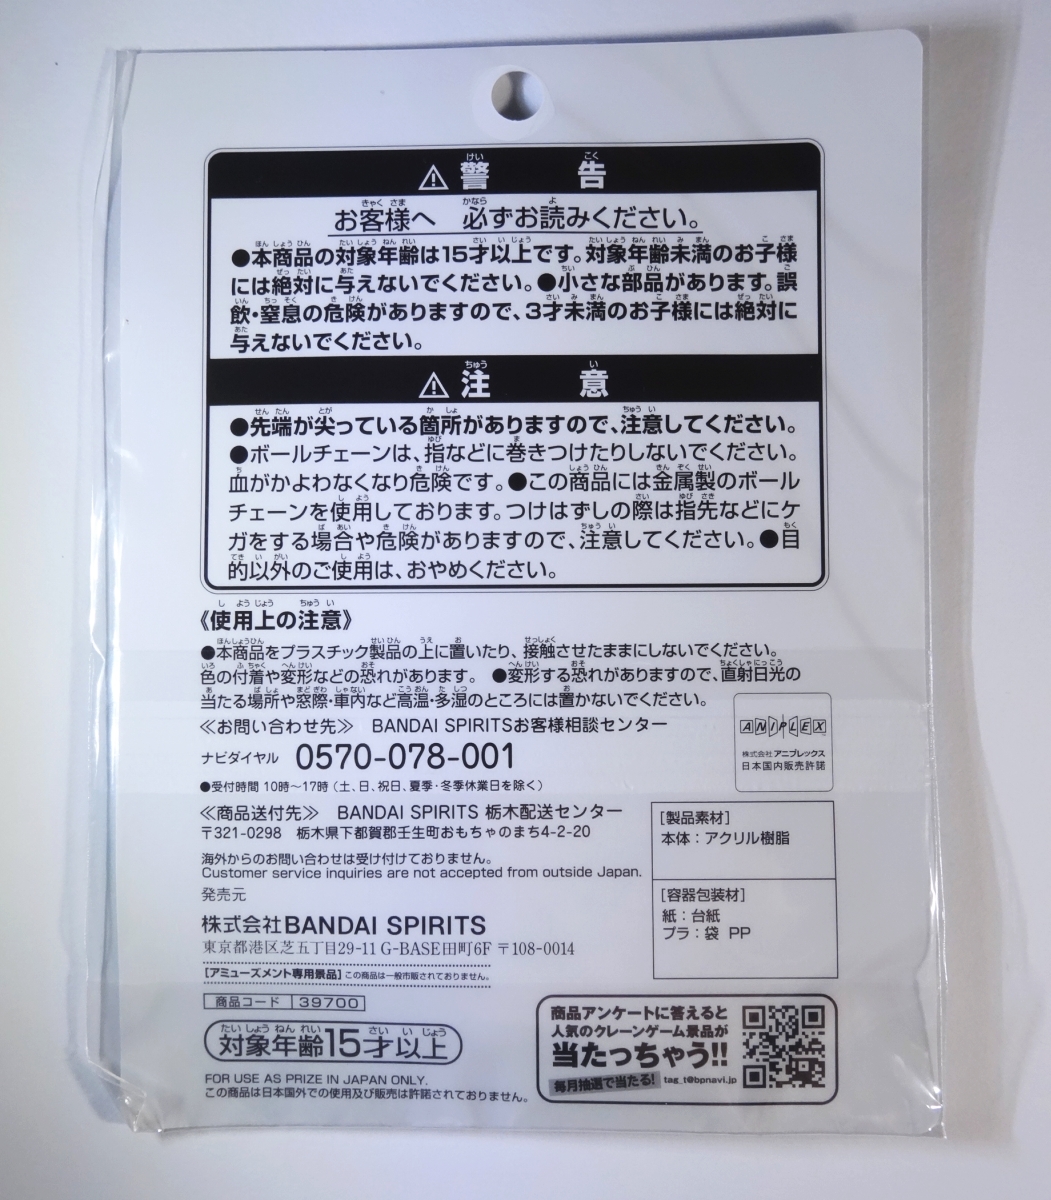 ⚠警告
お客様へ 必ずお読みください。
●本商品の対象年齢は15才以上です。対象年齢未満のお子様
には絶対に与えないでください。●小さな部品があります。誤
飲・窒息の危険がありますので、3才未満のお子様には絶対に
与えないでください。
⚠注意
●先端が尖っている箇所がありますので、注意してください。
●ボールチェーンは、指などに巻きつけたりしないでください。
血がかよわなくなり危険です。●この商品には金属製のボール
チェーンを使用しております。つけはずしの際は指先などにケ
ガをする場合や危険がありますので、注意してください。●目
的以外のご使用は、おやめください。
《使用上の注意》
●本商品をプラスチック製品の上に置いたり、接触させたままにしないでください。
色の付着や変形などの恐れがあります。 ●変形する恐れがありますので、直射日光の
当たる場所や窓際・車内など高温・多湿のところには置かないでください。
≪お問い合わせ先≫ BANDAI SPIRITSお客様相談センター
ナビダイヤル 0570-078-001
●受付時間 10時〜17時(土、日、祝日、夏季・冬季休業日を除く)
ANIPLEX
株式会社 アニプレックス
日本国内販売許諾
≪商品送付先≫ BANDAI SPIRITS 栃木配送センター
〒321-0298 栃木県下都賀郡壬生町おもちゃのまち4-2-20
海外からのお問い合わせは受け付けておりません。
Customer service inquiries are not accepted from outside Japan.
[製品素材]
本体:アクリル樹脂
[容器包装材]
紙:台紙
プラ:袋 PP
発売元
株式会社BANDAI SPIRITS
東京都港区芝五丁目29-11 G-BASE田町6F 〒108-0014
[アミューズメント専用景品] この商品は一般市販されておりません。
商品コード 39700
対象年齢15才以上
FOR USE AS PRIZE IN JAPAN ONLY.
この商品は日本国外での使用及び販売は許諾されておりません。
商品アンケートに答えると
人気のクレーンゲーム景品が
当たっちゃう!!
毎月抽選で当たる! tag_t@bpnavi.jp